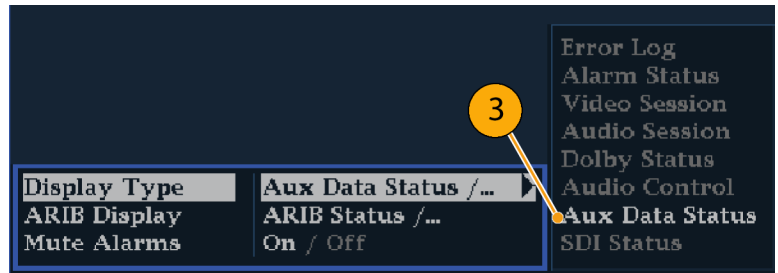 Error Log
Alarm Status
Video Session
3
Audio Session
Dolby Status
Display Type Aux Data Status /... Audio Control
ARIB Display ARIB Status /... Aux Data Status
Mute Alarms On / Off SDI Status